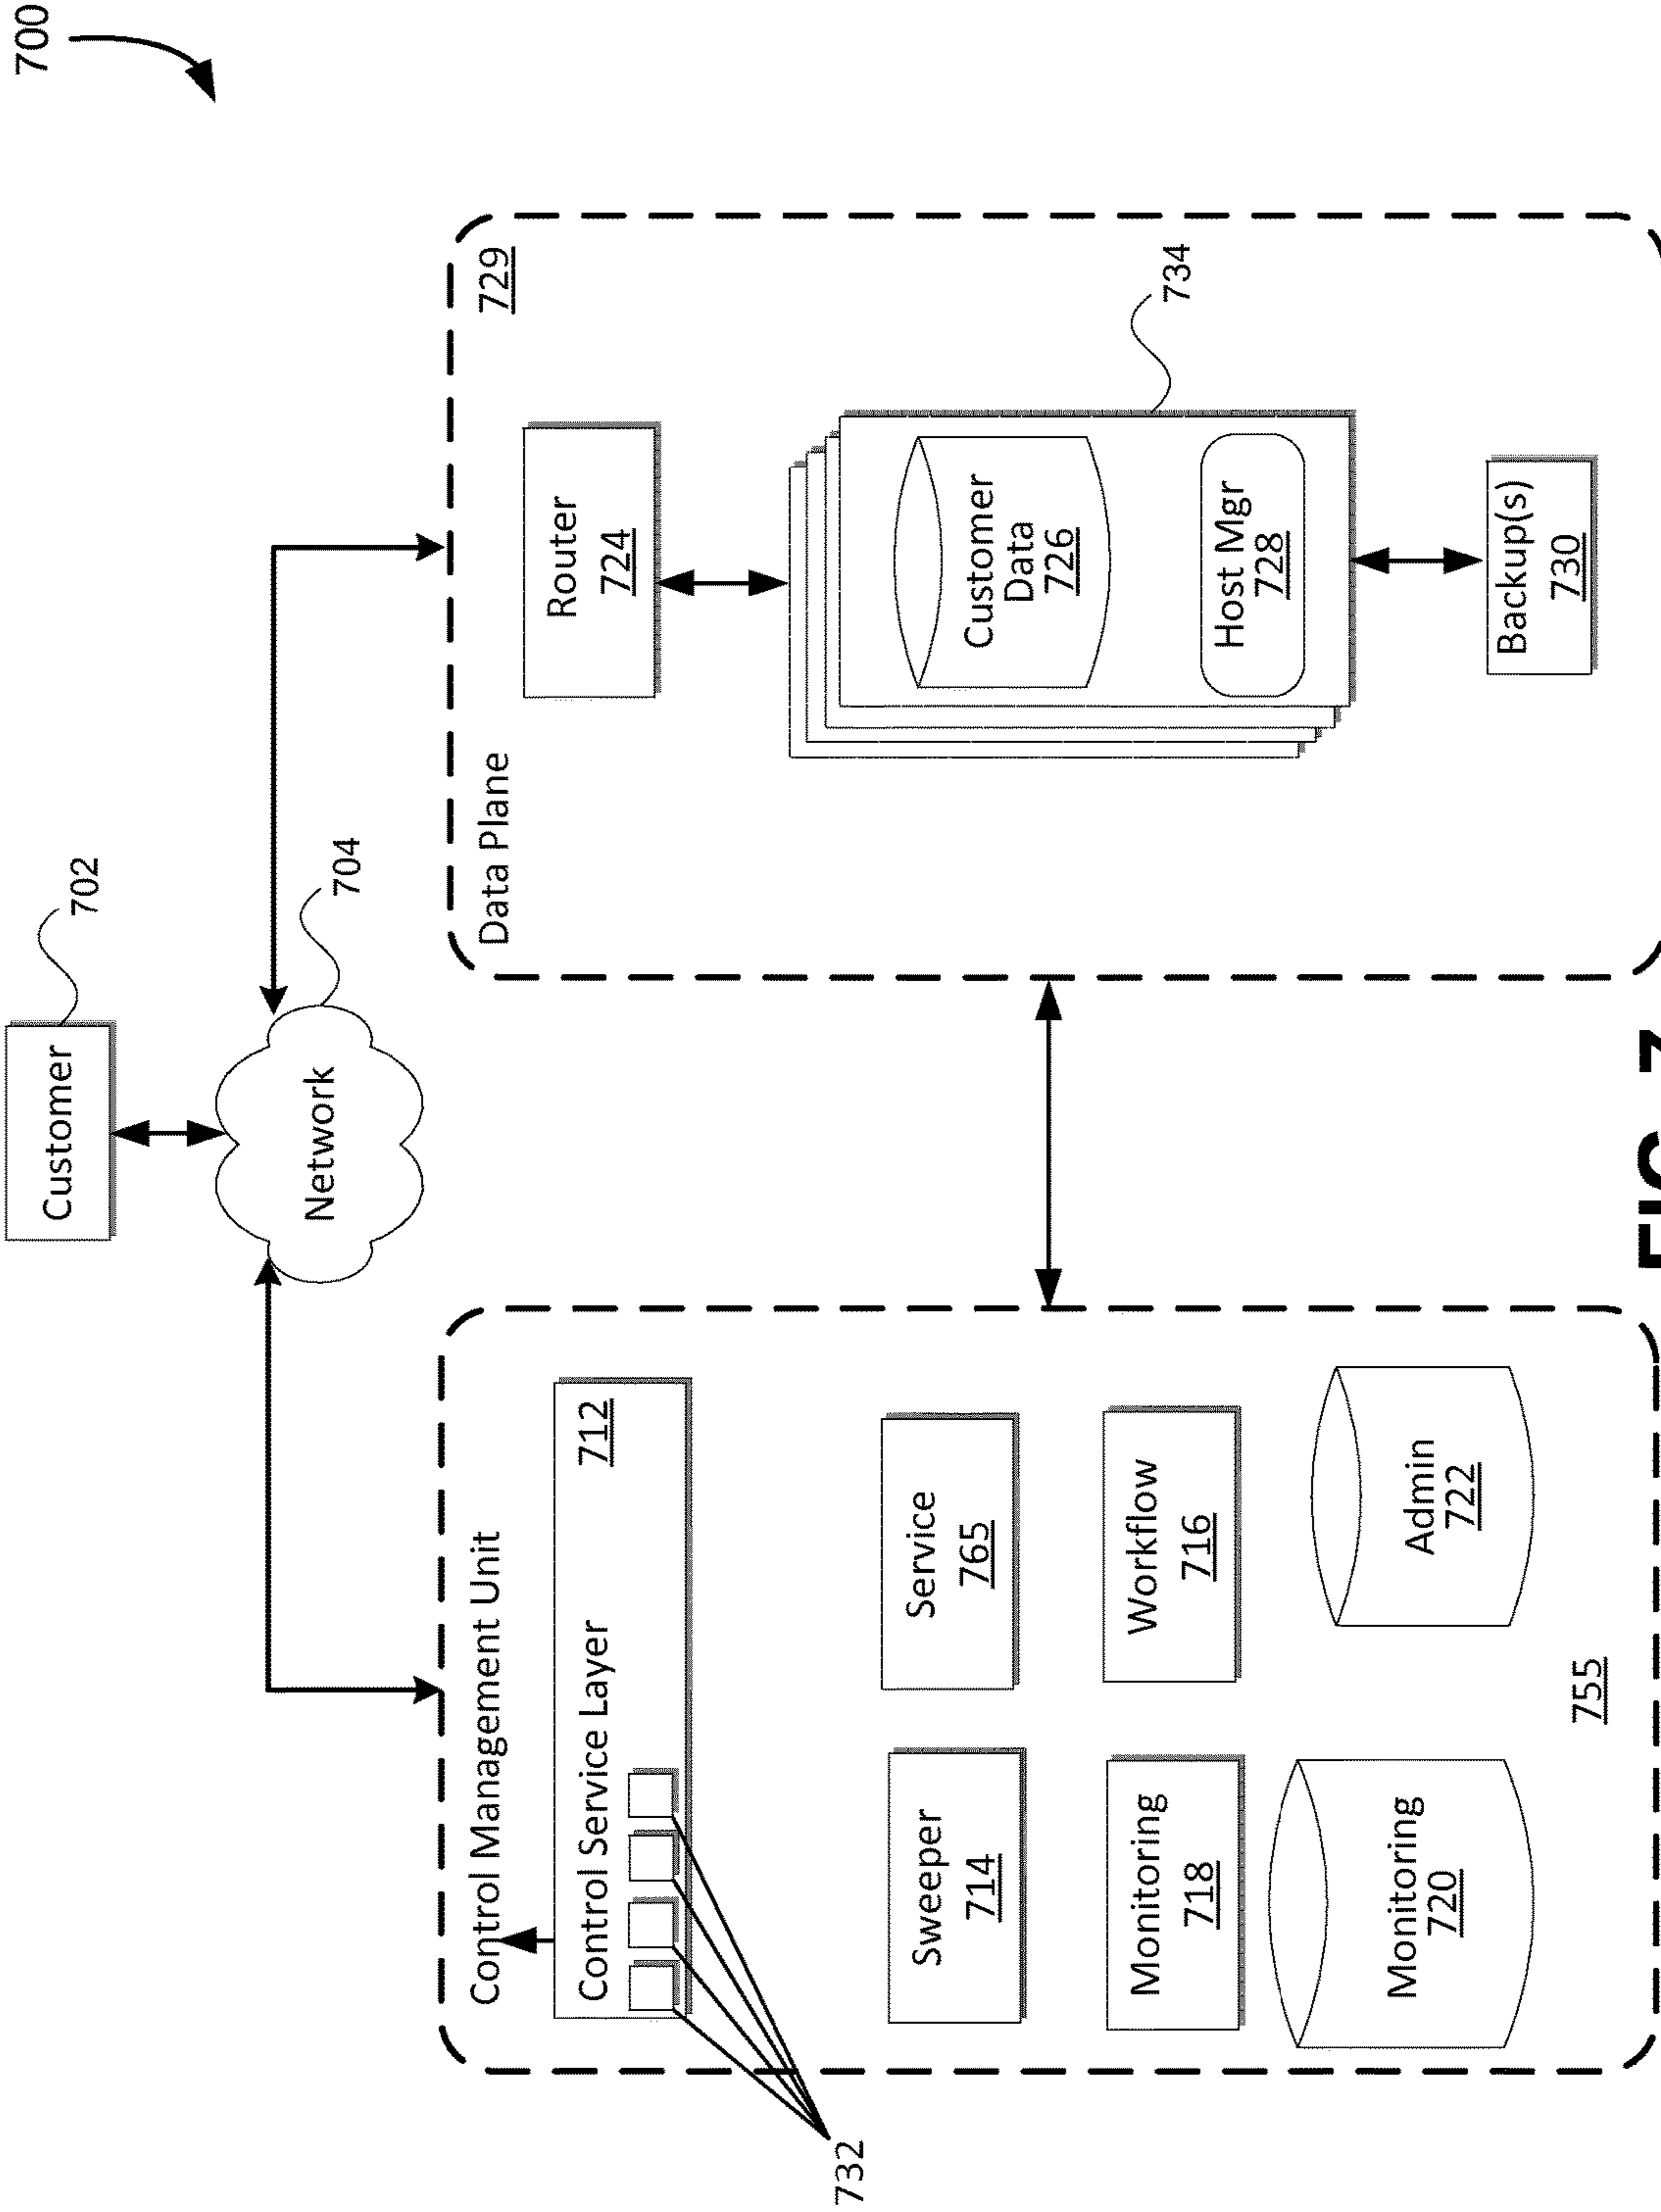 700
Customer
702
Network
704
Control Management Unit
Control Service Layer
712
732
Sweeper
714
Service
765
Monitoring
718
Workflow
716
Monitoring
720
Admin
722
755
Data Plane
729
Router
724
Customer
Data
726
Host Mgr
728
734
Backup(s)
730